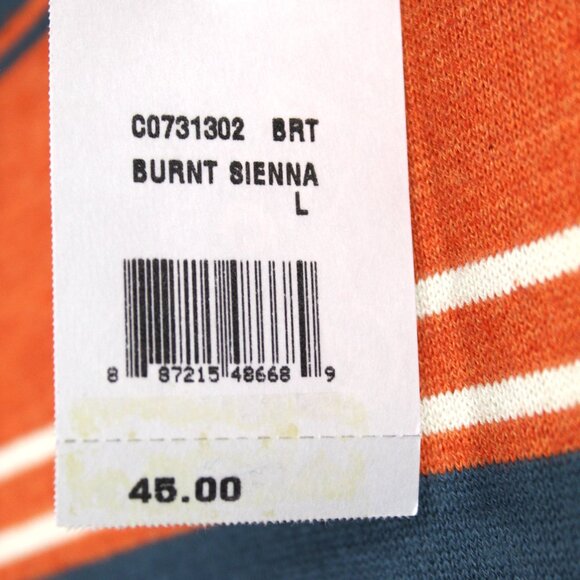 C0731302 BRT
BURNT SIENNA
L
8 87215 48668 9
45.00